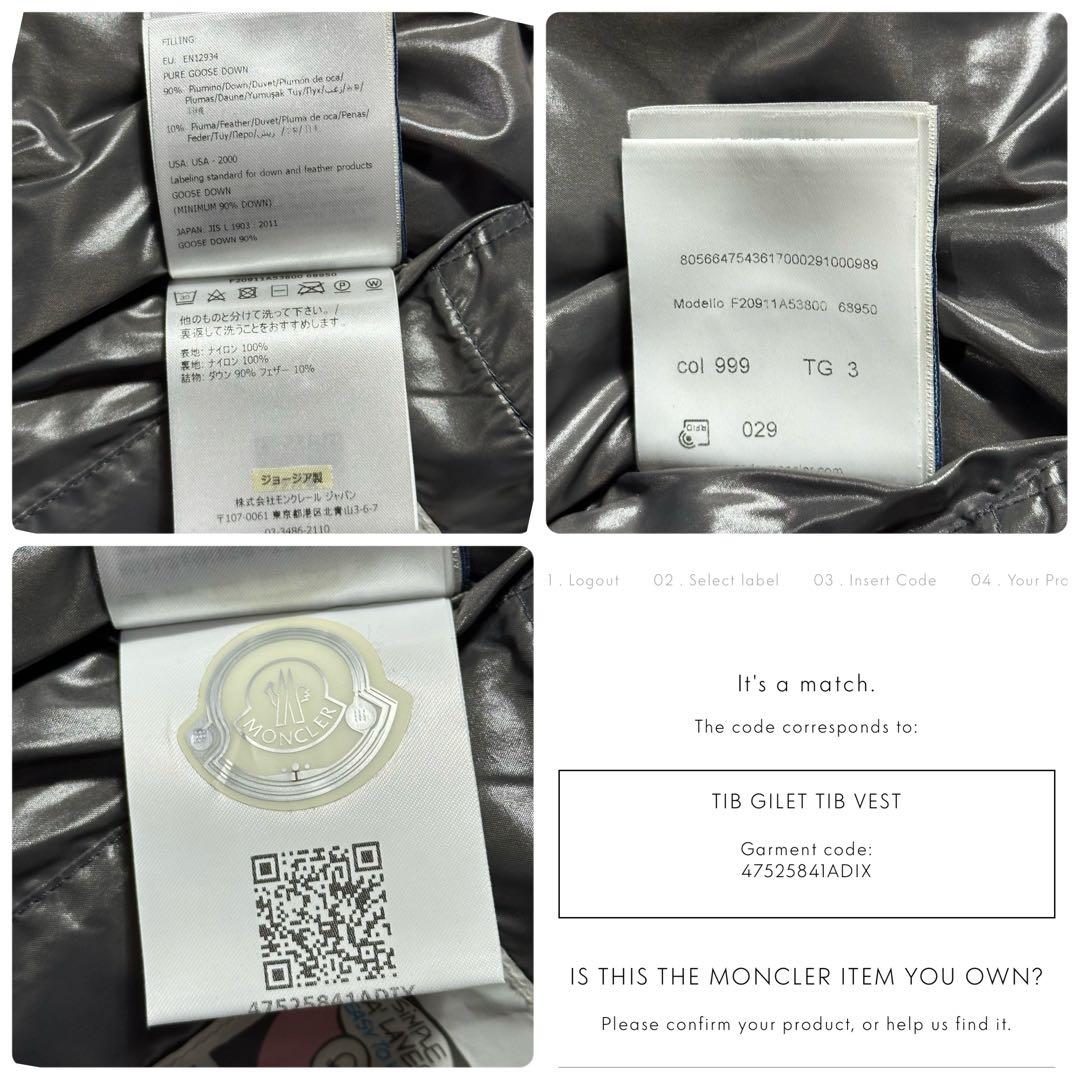 FILLING:
EU: EN12934
PURE GOOSE DOWN
90% Piumino/Down/Duvet/Plumón de oca/
Plumas/Daune/Yumuşak Tüy/Пух/
10% Piuma/Feather/Duvet/Pluma de oca/Penas/
Feder/Tüy/Перо/ريش/
USA: USA - 2000
Labeling standard for down and feather products
GOOSE DOWN
(MINIMUM 90% DOWN)
JAPAN: JIS L 1903 : 2011
GOOSE DOWN 90%
F20911A53800 68950
30 P W
他のものと分けて洗って下さい。/
裏返して洗うことをおすすめします。
表地: ナイロン 100%
裏地: ナイロン 100%
詰物: ダウン 90% フェザー 10%
ジョージア製
株式会社モンクレール ジャパン
〒107-0061 東京都港区北青山3-6-7
03-3486-2110
8056647543617000291000989
Modello F20911A53800 68950
col 999 TG 3
RFID 029
MONCLER
47525841ADIX
SIMPLE
LAYE
EASY TO
1 . Logout 02 . Select label 03 . Insert Code 04 . Your Pro
It's a match.
The code corresponds to:
TIB GILET TIB VEST
Garment code:
47525841ADIX
IS THIS THE MONCLER ITEM YOU OWN?
Please confirm your product, or help us find it.